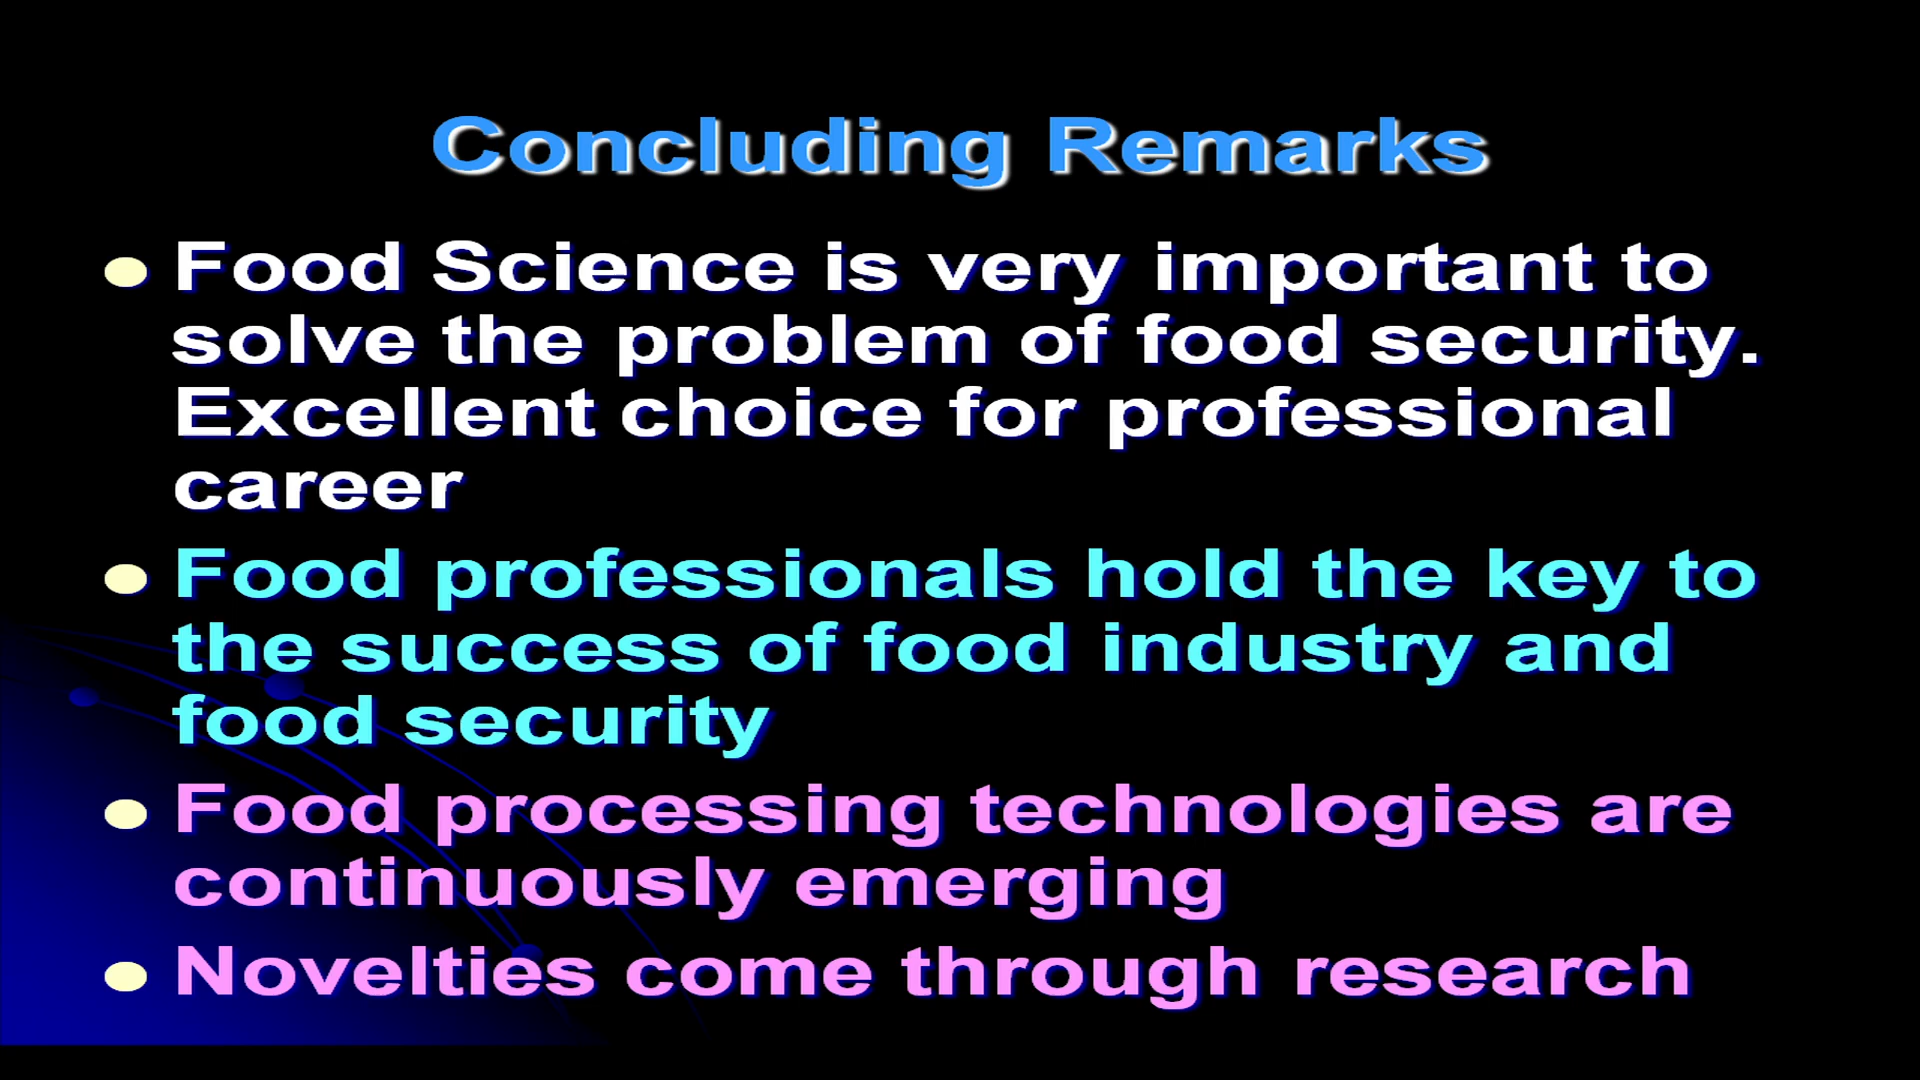 Concluding Remarks
Food Science is very important to
solve the problem of food security.
Excellent choice for professional
career
Food professionals hold the key to
the success of food industry and
food security
Food processing technologies are
continuously emerging
Novelties come through research